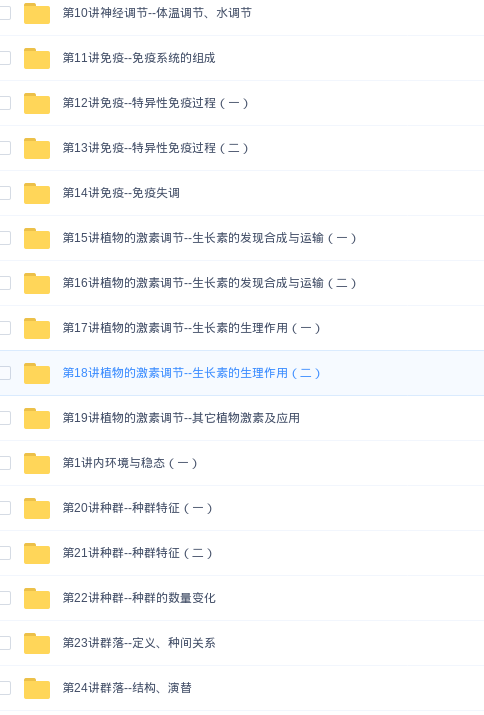 第10讲神经调节--体温调节、水调节
第11讲免疫--免疫系统的组成
第12讲免疫--特异性免疫过程（一）
第13讲免疫--特异性免疫过程（二）
第14讲免疫--免疫失调
第15讲植物的激素调节--生长素的发现合成与运输（一）
第16讲植物的激素调节--生长素的发现合成与运输（二）
第17讲植物的激素调节--生长素的生理作用（一）
第18讲植物的激素调节--生长素的生理作用（二）
第19讲植物的激素调节--其它植物激素及应用
第1讲内环境与稳态（一）
第20讲种群--种群特征（一）
第21讲种群--种群特征（二）
第22讲种群--种群的数量变化
第23讲群落--定义、种间关系
第24讲群落--结构、演替